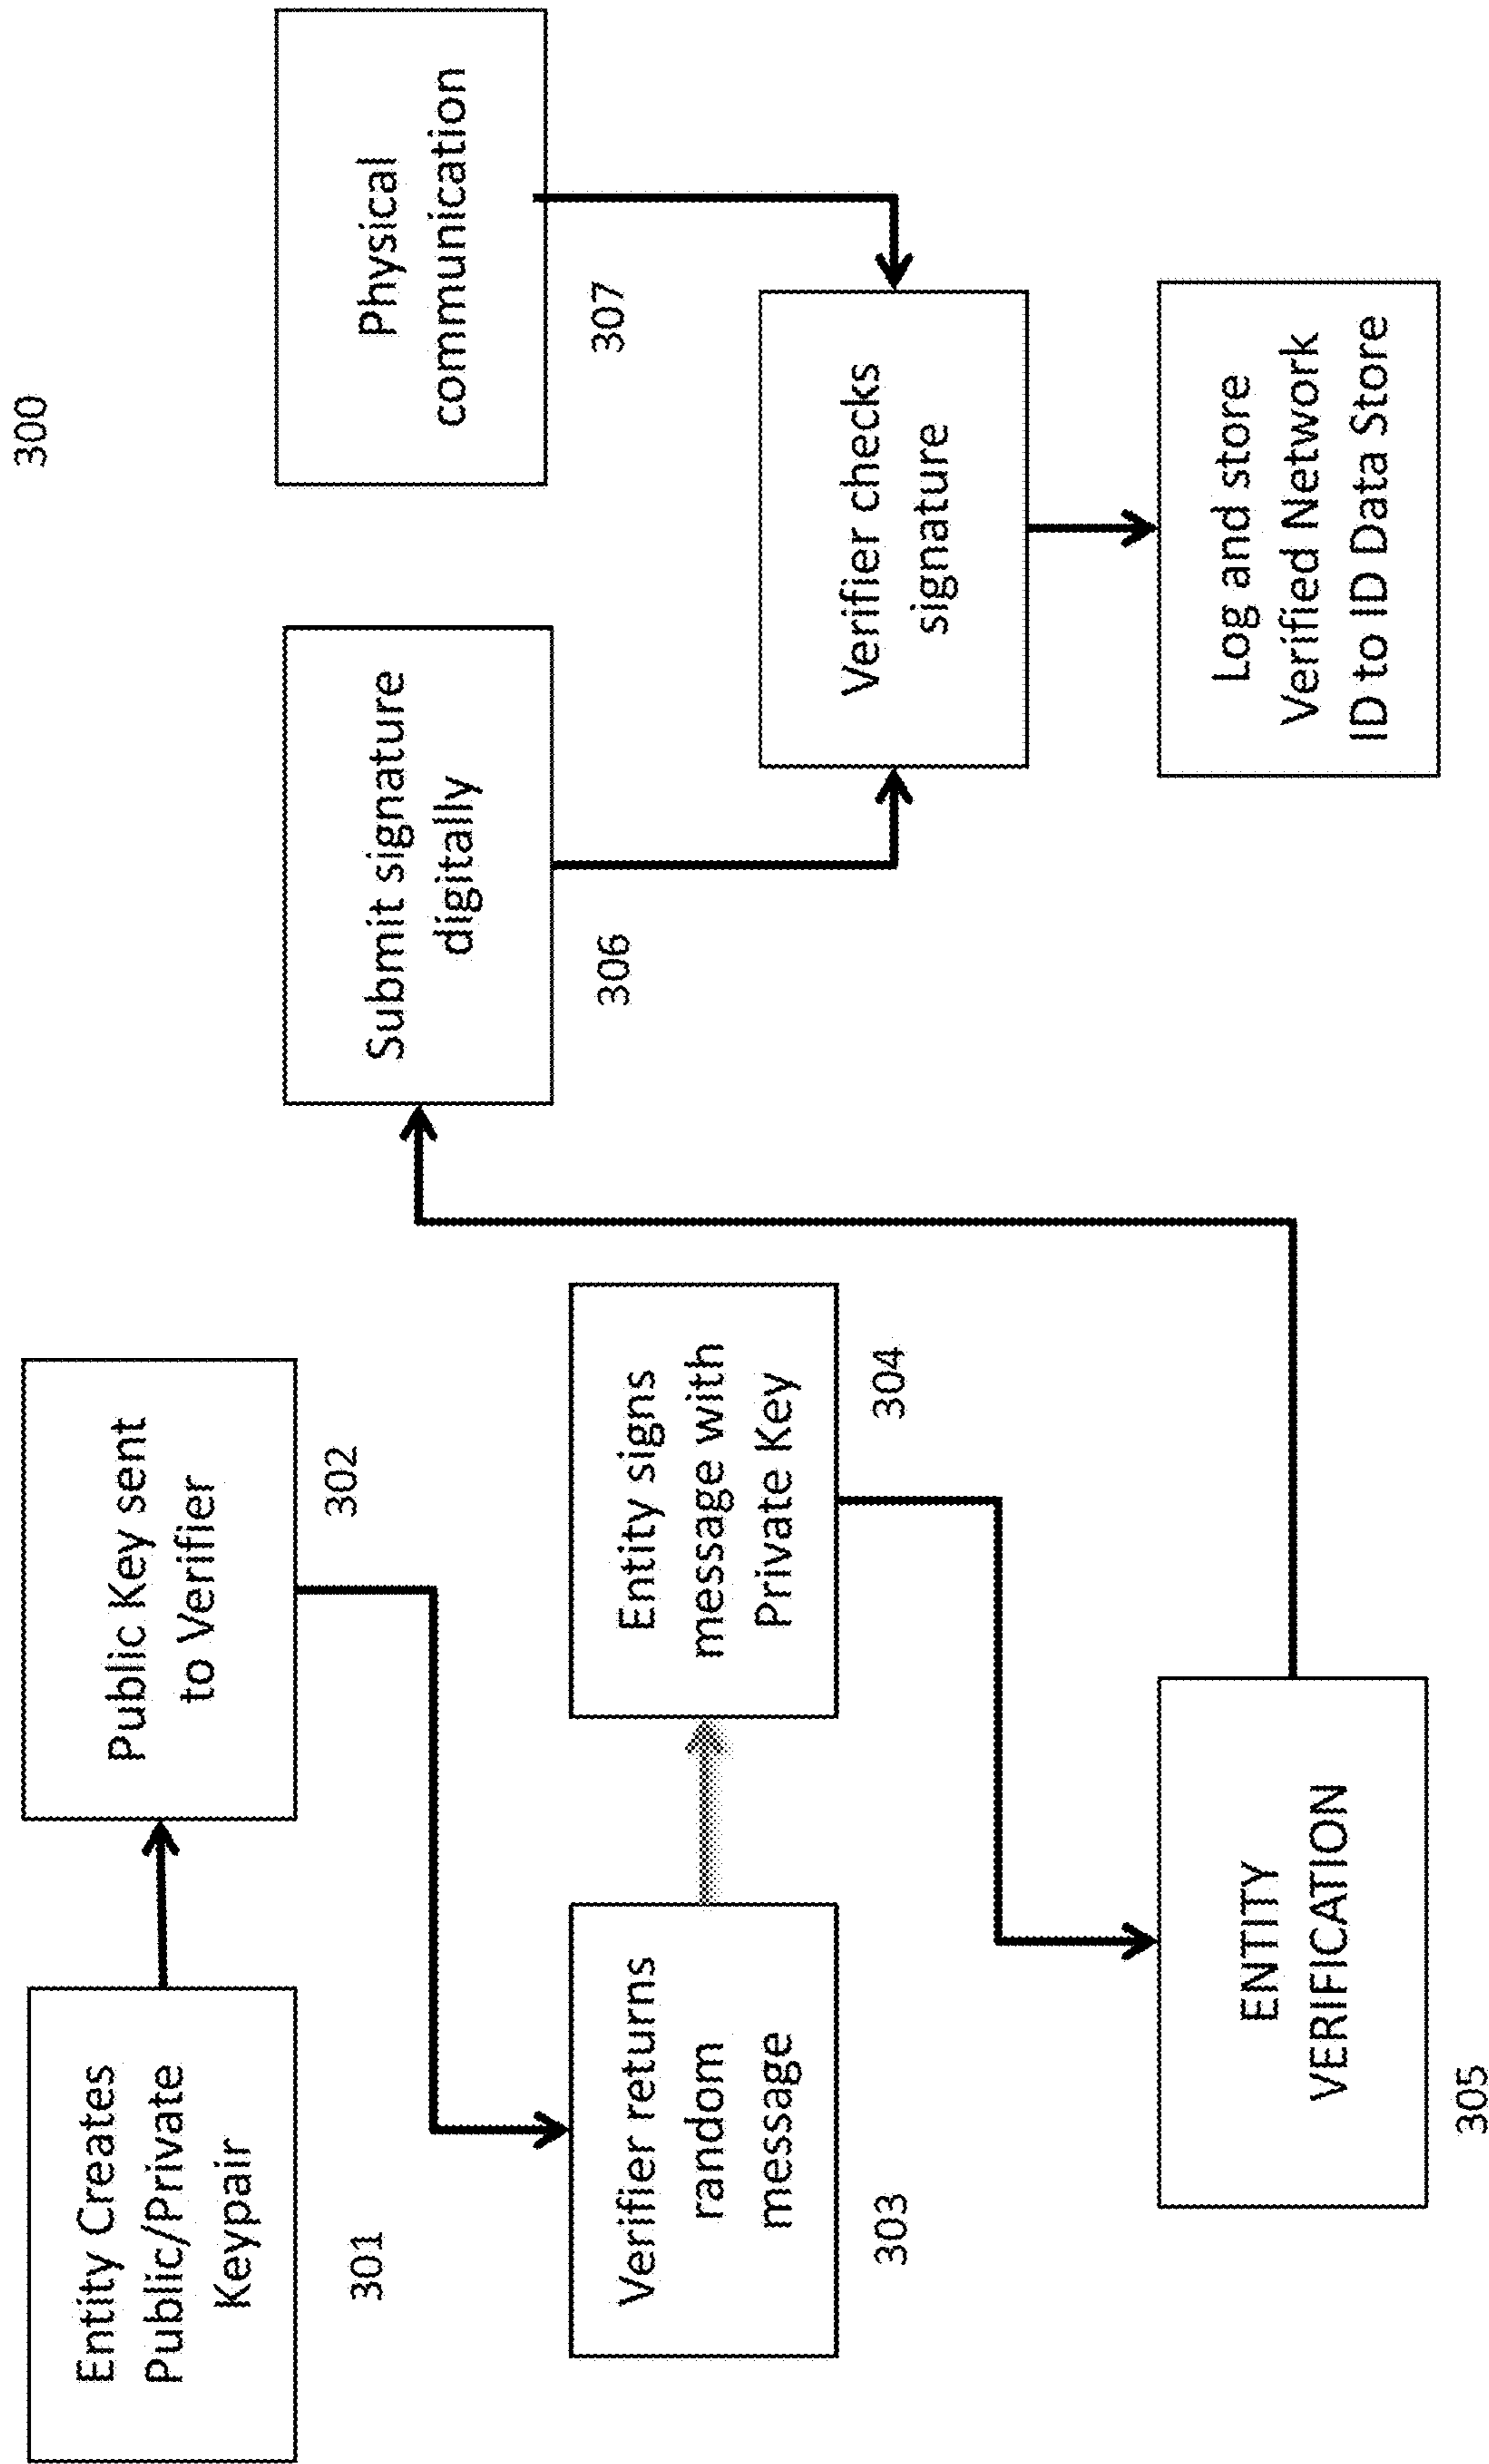 300
Entity Creates
Public/Private
Keypair
301
Public Key sent
to Verifier
302
Verifier returns
random
message
303
Entity signs
message with
Private Key
304
ENTITY
VERIFICATION
305
Submit signature
digitally
306
Physical
communication
307
Verifier checks
signature
Log and store
Verified Network
ID to ID Data Store